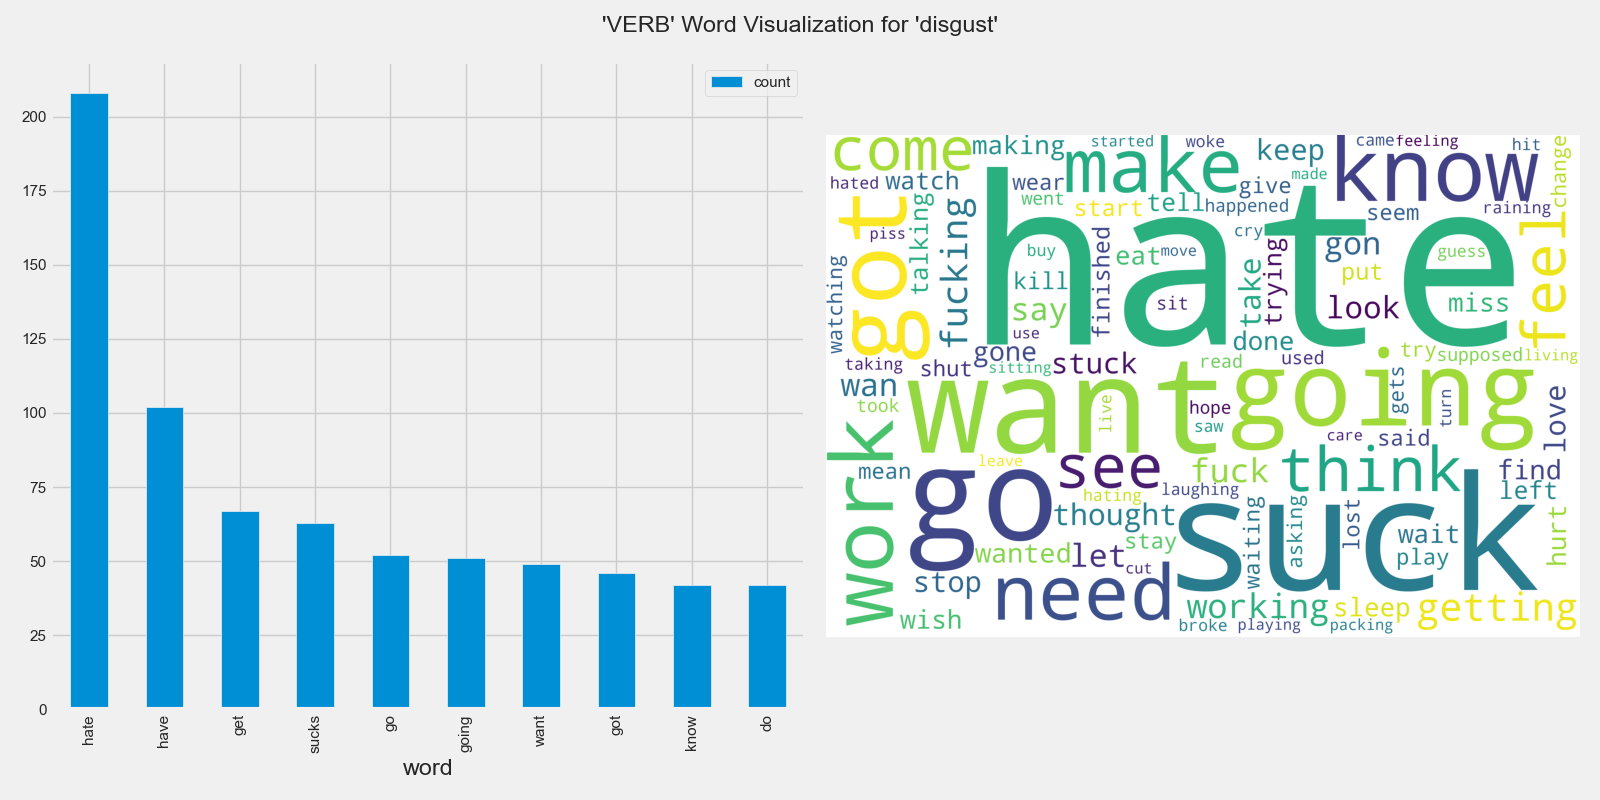 'VERB' Word Visualization for 'disgust'
count
200
175
150
125
100
75
50
25
0
hate
have
get
sucks
go
going
want
got
know
do
word
come
making
started
woke
keep
came
feeling
hit
know
make
change
hated
watch
wear
give
made
went
start
tell
happened
seem
raining
got
piss
talking
fucking
hate
cry
gon
feel
buy
eat
move
guess
watching
kill
finished
take
trying
put
say
sit
look
miss
use
done
taking
shut
gone
sitting
stuck
read
used
try
supposed
living
wan
want
going
took
live
hope
saw
gets
turn
love
work
care
said
mean
leave
see
fuck
think
find
go
hating
laughing
left
thought
suck
waiting
asking
lost
wait
hurt
wanted
let
stay
cut
play
stop
need
wish
working
sleep
getting
broke
playing
packing